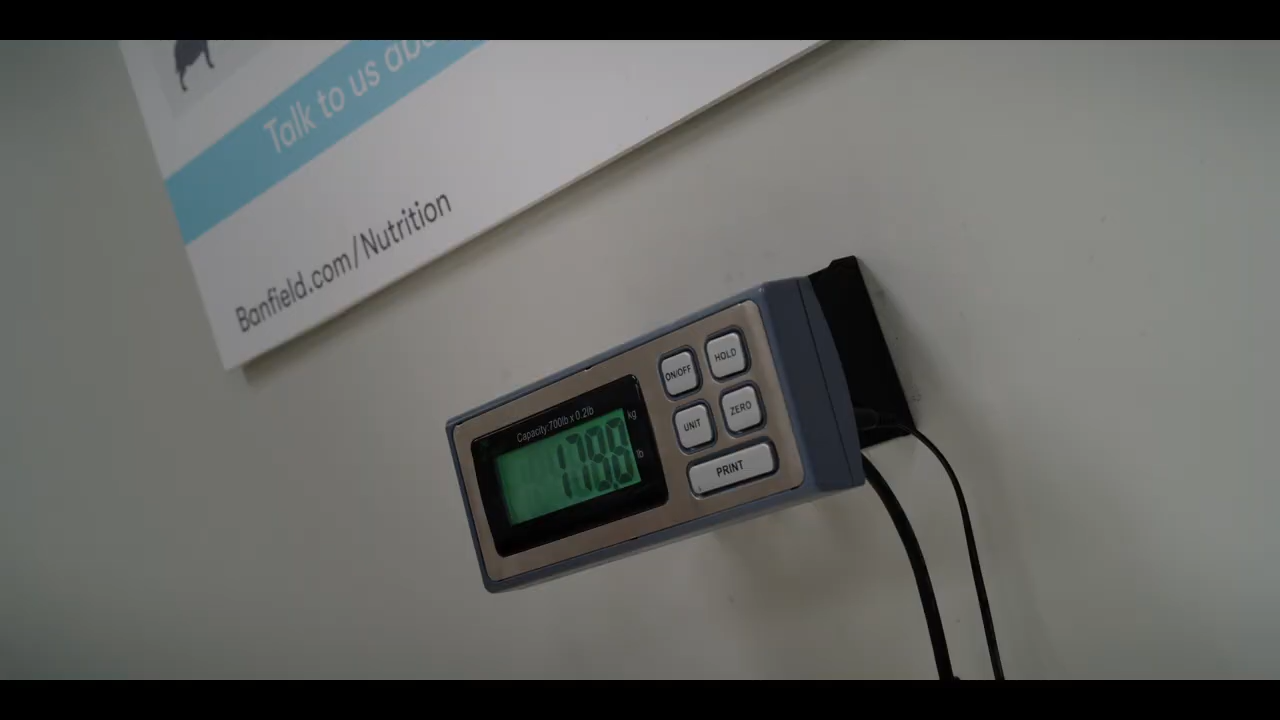 Talk to us abo
Banfield.com/Nutrition
Capacity:700lb x 0.2lb
kg
lb
178.8
ON/OFF
HOLD
UNIT
ZERO
PRINT